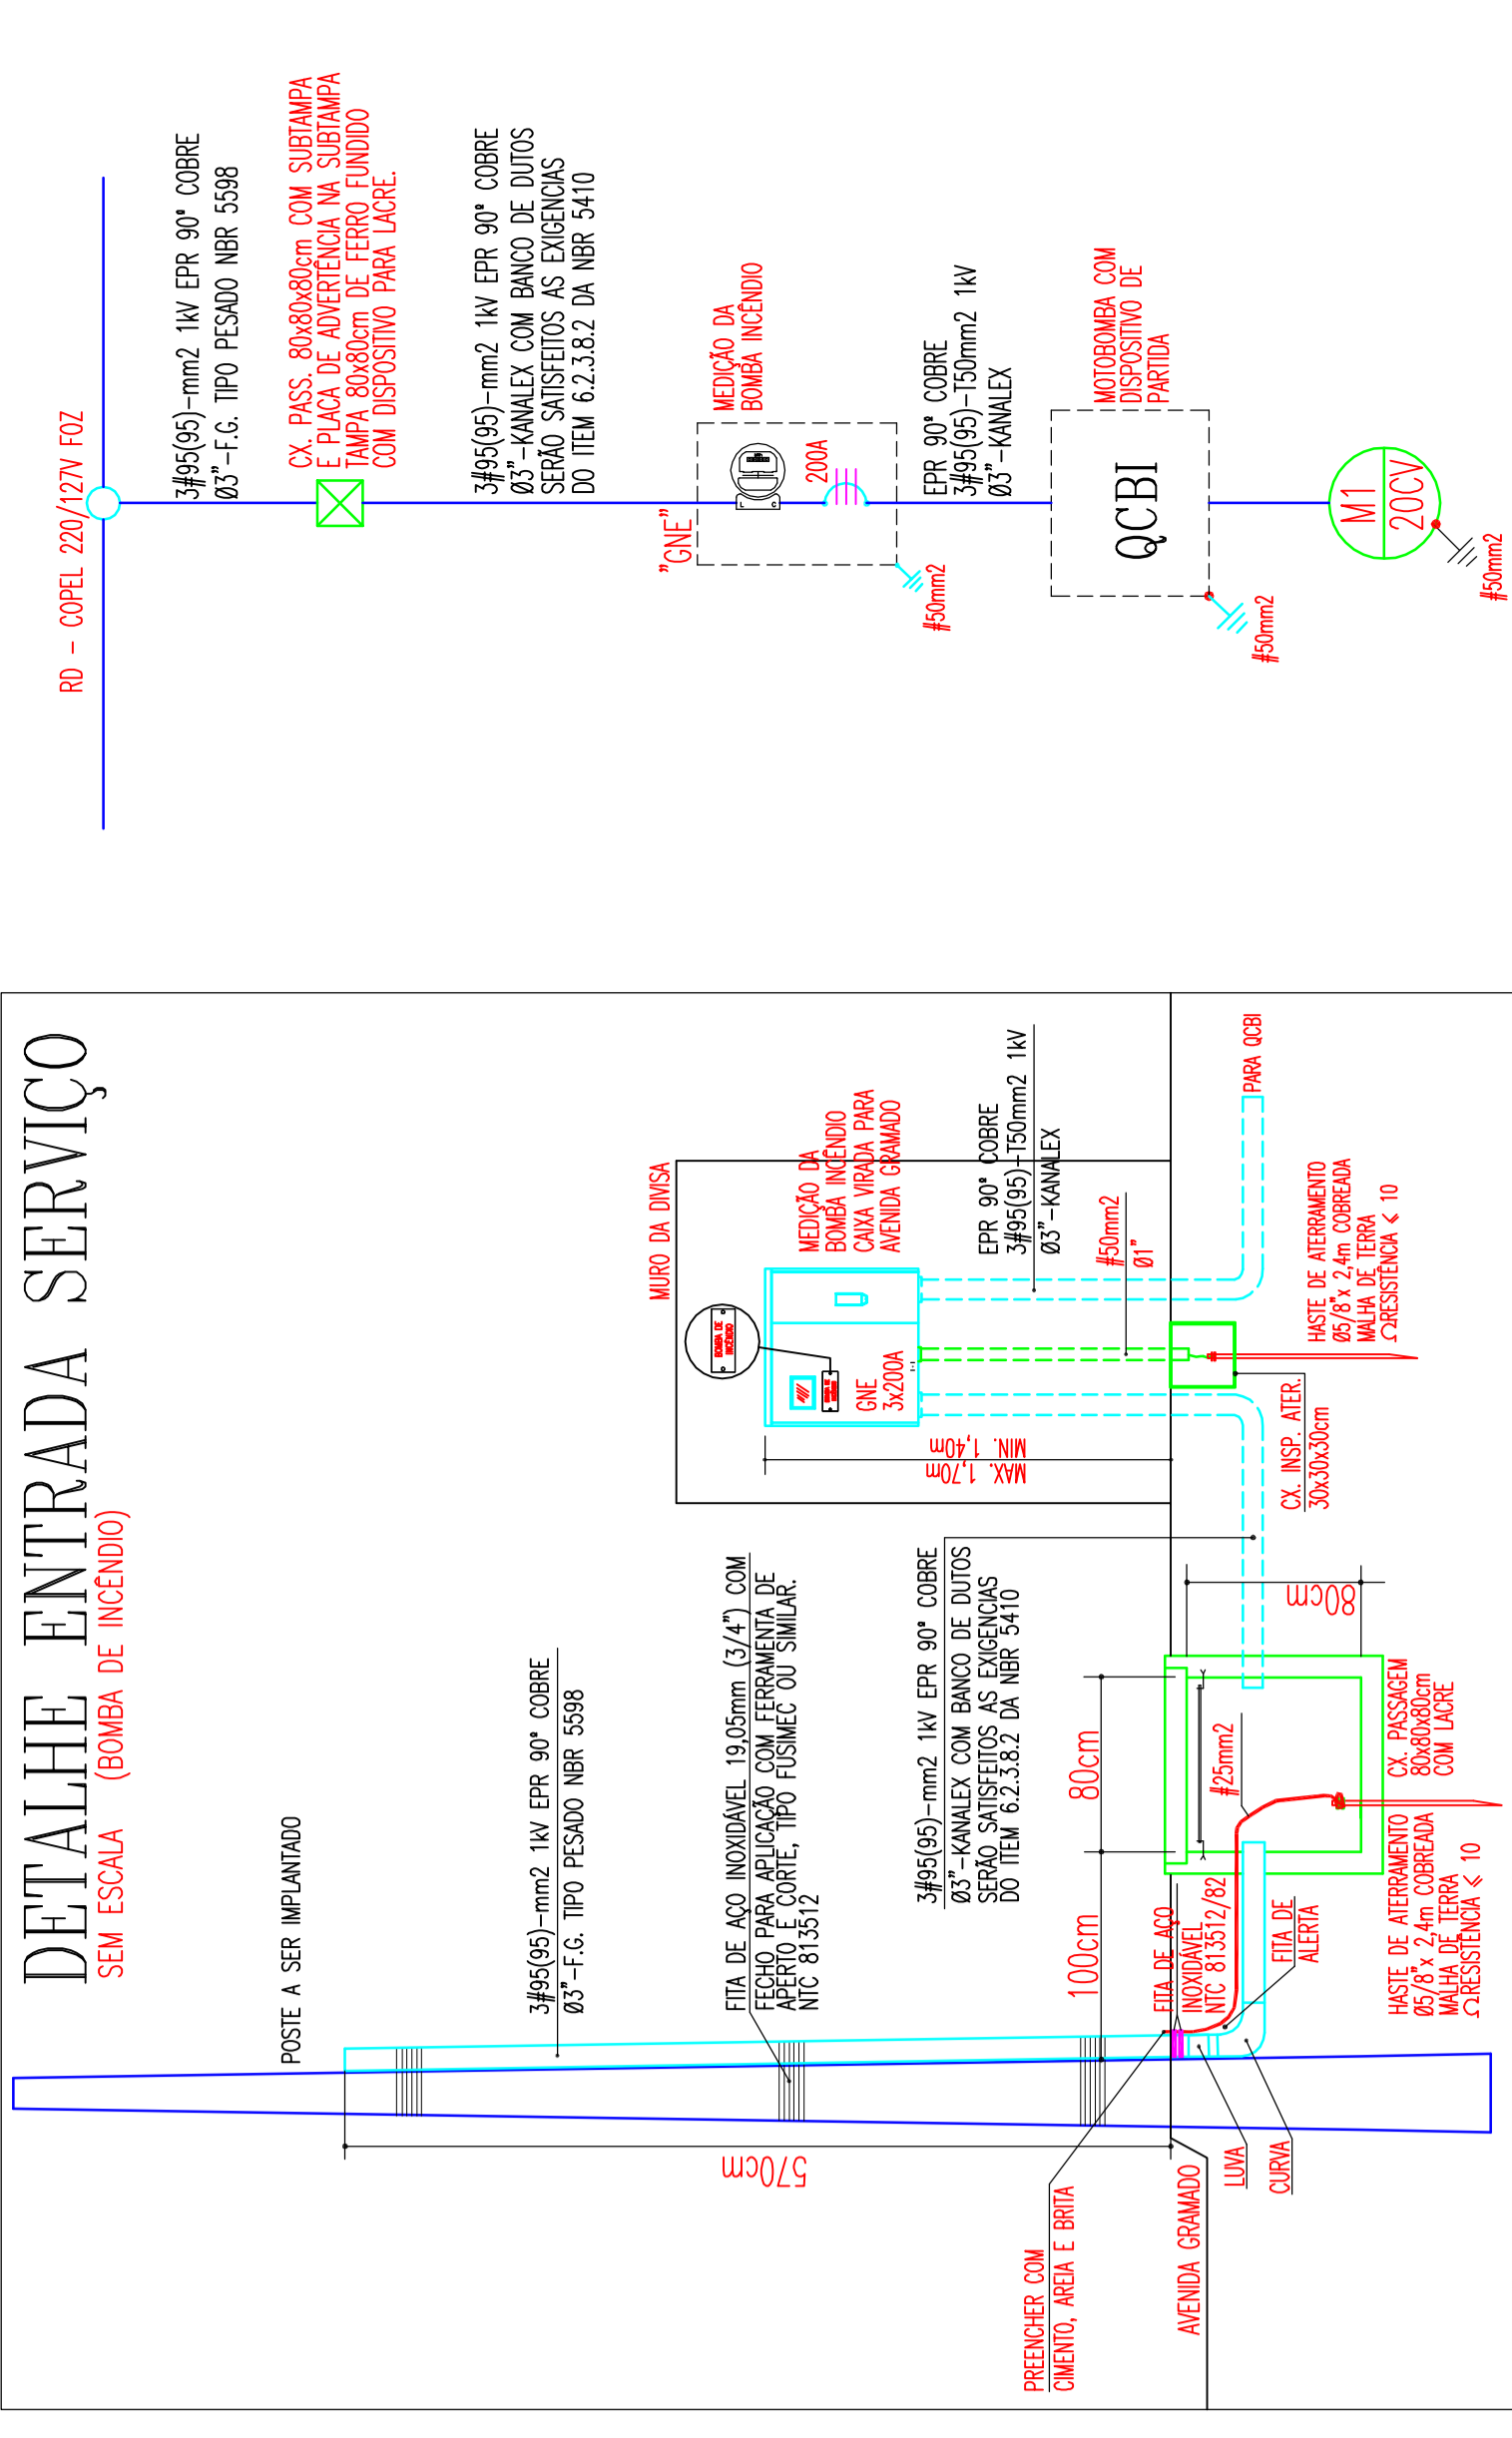 DETALHE ENTRADA SERVIÇO
SEM ESCALA (BOMBA DE INCÊNDIO)
POSTE A SER IMPLANTADO
3#95(95)-mm2 1kV EPR 90° COBRE
Ø3"-F.G. TIPO PESADO NBR 5598
FITA DE AÇO INOXIDÁVEL 19,05mm (3/4") COM
FECHO PARA APLICAÇÃO COM FERRAMENTA DE
APERTO E CORTE, TIPO FUSIMEC OU SIMILAR.
NTC 813512
570cm
PREENCHER COM
CIMENTO, AREIA E BRITA
AVENIDA GRAMADO
LUVA
CURVA
3#95(95)-mm2 1kV EPR 90° COBRE
Ø3"-KANALEX COM BANCO DE DUTOS
SERÃO SATISFEITOS AS EXIGENCIAS
DO ITEM 6.2.3.8.2 DA NBR 5410
100cm
80cm
80cm
FITA DE AÇO
INOXIDÁVEL
NTC 813512/82
FITA DE
ALERTA
#25mm2
HASTE DE ATERRAMENTO
Ø5/8"x 2,4m COBREADA
MALHA DE TERRA
ΩRESISTÊNCIA ⩽ 10
CX. PASSAGEM
80x80x80cm
COM LACRE
MURO DA DIVISA
BOMBA DE
INCÊNDIO
BOMBA DE
INCÊNDIO
GNE
3x200A
MAX. 1,70m
MIN. 1,40m
MEDIÇÃO DA
BOMBA INCÊNDIO
CAIXA VIRADA PARA
AVENIDA GRAMADO
EPR 90° COBRE
3#95(95)-T50mm2 1kV
Ø3"-KANALEX
#50mm2
Ø1"
PARA QCBI
CX. INSP. ATER.
30x30x30cm
HASTE DE ATERRAMENTO
Ø5/8"x 2,4m COBREADA
MALHA DE TERRA
ΩRESISTÊNCIA ⩽ 10
RD - COPEL 220/127V FOZ
3#95(95)-mm2 1kV EPR 90° COBRE
Ø3"-F.G. TIPO PESADO NBR 5598
CX. PASS. 80x80x80cm COM SUBTAMPA
E PLACA DE ADVERTÊNCIA NA SUBTAMPA
TAMPA 80x80cm DE FERRO FUNDIDO
COM DISPOSITIVO PARA LACRE.
3#95(95)-mm2 1kV EPR 90° COBRE
Ø3"-KANALEX COM BANCO DE DUTOS
SERÃO SATISFEITOS AS EXIGENCIAS
DO ITEM 6.2.3.8.2 DA NBR 5410
"GNE"
MEDIÇÃO DA
BOMBA INCÊNDIO
L
C
200A
#50mm2
EPR 90° COBRE
3#95(95)-T50mm2 1kV
Ø3"-KANALEX
MOTOBOMBA COM
DISPOSITIVO DE
PARTIDA
QCBI
#50mm2
M1
20CV
#50mm2